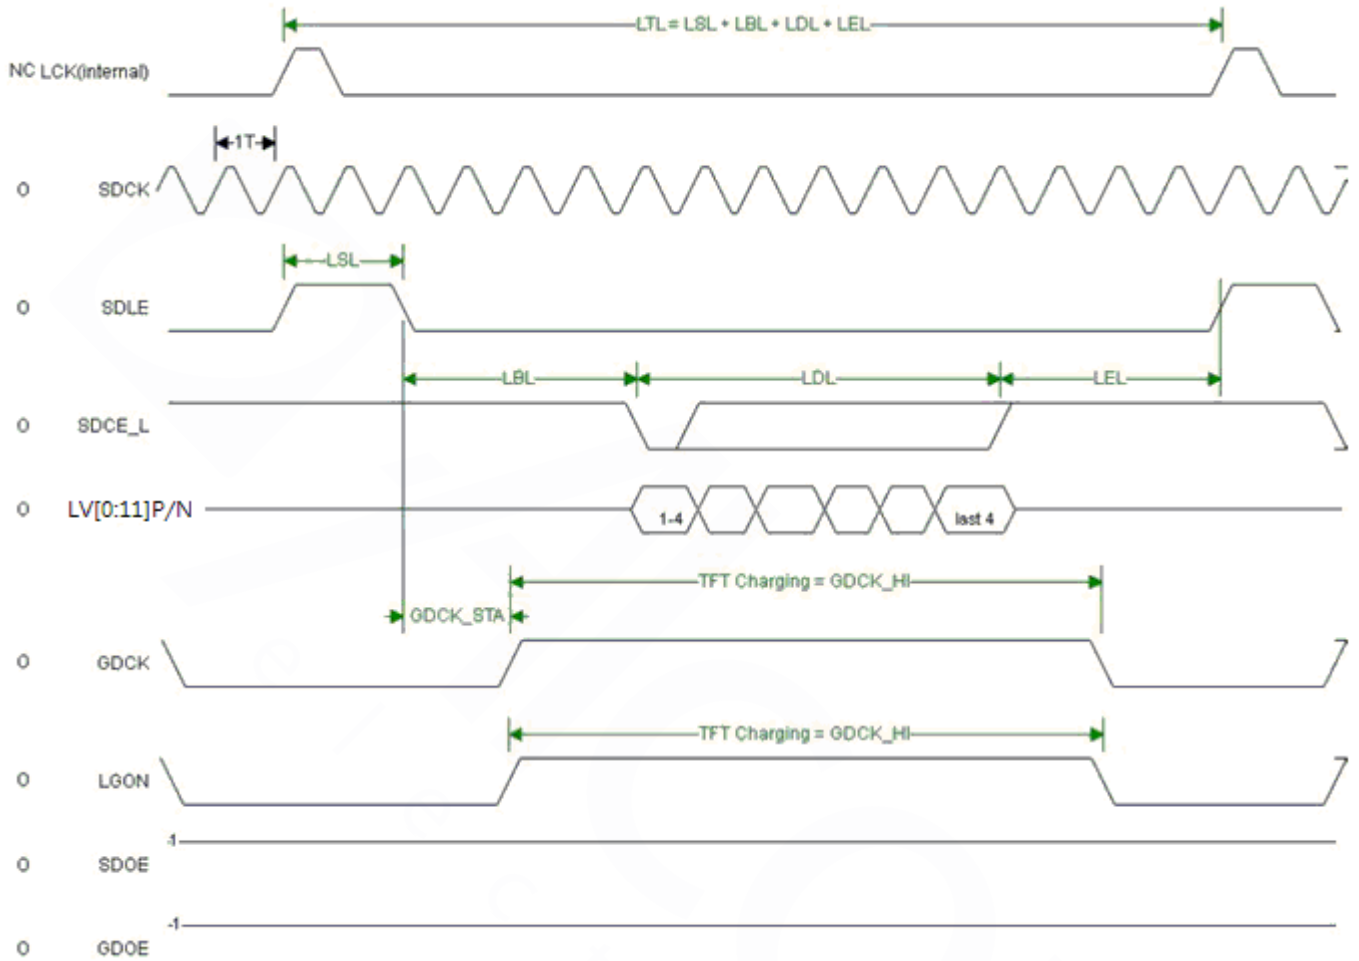 LTL= LSL + LBL + LDL + LEL
NC LCK(internal)
1T
O SDCK
LSL
O SDLE
LBL LDL LEL
O SDCE_L
O LV[0:11]P/N 1-4 last 4
TFT Charging = GDCK_HI
GDCK_STA
O GDCK
TFT Charging = GDCK_HI
O LGON
-1
O SDOE
-1
O GDOE